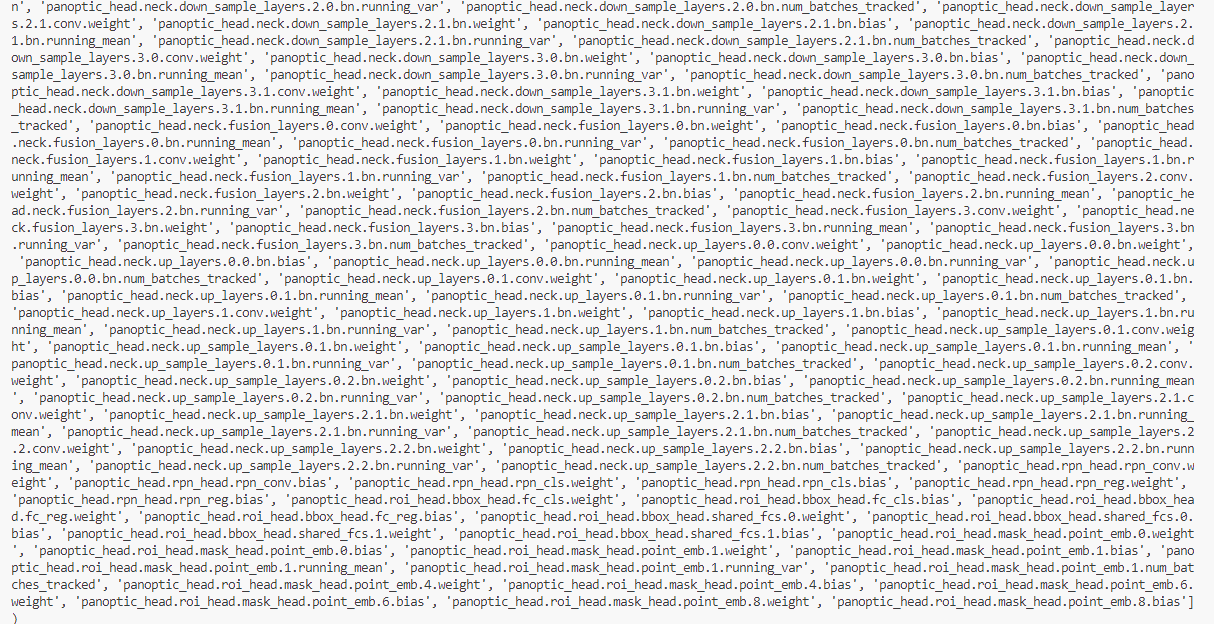 n', 'panoptic_head.neck.down_sample_layers.2.0.bn.running_var', 'panoptic_head.neck.down_sample_layers.2.0.bn.num_batches_tracked', 'panoptic_head.neck.down_sample_layer
s.2.1.conv.weight', 'panoptic_head.neck.down_sample_layers.2.1.bn.weight', 'panoptic_head.neck.down_sample_layers.2.1.bn.bias', 'panoptic_head.neck.down_sample_layers.2.
1.bn.running_mean', 'panoptic_head.neck.down_sample_layers.2.1.bn.running_var', 'panoptic_head.neck.down_sample_layers.2.1.bn.num_batches_tracked', 'panoptic_head.neck.d
own_sample_layers.3.0.conv.weight', 'panoptic_head.neck.down_sample_layers.3.0.bn.weight', 'panoptic_head.neck.down_sample_layers.3.0.bn.bias', 'panoptic_head.neck.down_
sample_layers.3.0.bn.running_mean', 'panoptic_head.neck.down_sample_layers.3.0.bn.running_var', 'panoptic_head.neck.down_sample_layers.3.0.bn.num_batches_tracked', 'pano
ptic_head.neck.down_sample_layers.3.1.conv.weight', 'panoptic_head.neck.down_sample_layers.3.1.bn.weight', 'panoptic_head.neck.down_sample_layers.3.1.bn.bias', 'panoptic
_head.neck.down_sample_layers.3.1.bn.running_mean', 'panoptic_head.neck.down_sample_layers.3.1.bn.running_var', 'panoptic_head.neck.down_sample_layers.3.1.bn.num_batches
_tracked', 'panoptic_head.neck.fusion_layers.0.conv.weight', 'panoptic_head.neck.fusion_layers.0.bn.weight', 'panoptic_head.neck.fusion_layers.0.bn.bias', 'panoptic_head
.neck.fusion_layers.0.bn.running_mean', 'panoptic_head.neck.fusion_layers.0.bn.running_var', 'panoptic_head.neck.fusion_layers.0.bn.num_batches_tracked', 'panoptic_head.
neck.fusion_layers.1.conv.weight', 'panoptic_head.neck.fusion_layers.1.bn.weight', 'panoptic_head.neck.fusion_layers.1.bn.bias', 'panoptic_head.neck.fusion_layers.1.bn.r
unning_mean', 'panoptic_head.neck.fusion_layers.1.bn.running_var', 'panoptic_head.neck.fusion_layers.1.bn.num_batches_tracked', 'panoptic_head.neck.fusion_layers.2.conv.
weight', 'panoptic_head.neck.fusion_layers.2.bn.weight', 'panoptic_head.neck.fusion_layers.2.bn.bias', 'panoptic_head.neck.fusion_layers.2.bn.running_mean', 'panoptic_he
ad.neck.fusion_layers.2.bn.running_var', 'panoptic_head.neck.fusion_layers.2.bn.num_batches_tracked', 'panoptic_head.neck.fusion_layers.3.conv.weight', 'panoptic_head.ne
ck.fusion_layers.3.bn.weight', 'panoptic_head.neck.fusion_layers.3.bn.bias', 'panoptic_head.neck.fusion_layers.3.bn.running_mean', 'panoptic_head.neck.fusion_layers.3.bn
.running_var', 'panoptic_head.neck.fusion_layers.3.bn.num_batches_tracked', 'panoptic_head.neck.up_layers.0.0.conv.weight', 'panoptic_head.neck.up_layers.0.0.bn.weight',
'panoptic_head.neck.up_layers.0.0.bn.bias', 'panoptic_head.neck.up_layers.0.0.bn.running_mean', 'panoptic_head.neck.up_layers.0.0.bn.running_var', 'panoptic_head.neck.u
p_layers.0.0.bn.num_batches_tracked', 'panoptic_head.neck.up_layers.0.1.conv.weight', 'panoptic_head.neck.up_layers.0.1.bn.weight', 'panoptic_head.neck.up_layers.0.1.bn.
bias', 'panoptic_head.neck.up_layers.0.1.bn.running_mean', 'panoptic_head.neck.up_layers.0.1.bn.running_var', 'panoptic_head.neck.up_layers.0.1.bn.num_batches_tracked',
'panoptic_head.neck.up_layers.1.conv.weight', 'panoptic_head.neck.up_layers.1.bn.weight', 'panoptic_head.neck.up_layers.1.bn.bias', 'panoptic_head.neck.up_layers.1.bn.ru
nning_mean', 'panoptic_head.neck.up_layers.1.bn.running_var', 'panoptic_head.neck.up_layers.1.bn.num_batches_tracked', 'panoptic_head.neck.up_sample_layers.0.1.conv.weig
ht', 'panoptic_head.neck.up_sample_layers.0.1.bn.weight', 'panoptic_head.neck.up_sample_layers.0.1.bn.bias', 'panoptic_head.neck.up_sample_layers.0.1.bn.running_mean', '
panoptic_head.neck.up_sample_layers.0.1.bn.running_var', 'panoptic_head.neck.up_sample_layers.0.1.bn.num_batches_tracked', 'panoptic_head.neck.up_sample_layers.0.2.conv.
weight', 'panoptic_head.neck.up_sample_layers.0.2.bn.weight', 'panoptic_head.neck.up_sample_layers.0.2.bn.bias', 'panoptic_head.neck.up_sample_layers.0.2.bn.running_mean
', 'panoptic_head.neck.up_sample_layers.0.2.bn.running_var', 'panoptic_head.neck.up_sample_layers.0.2.bn.num_batches_tracked', 'panoptic_head.neck.up_sample_layers.2.1.c
onv.weight', 'panoptic_head.neck.up_sample_layers.2.1.bn.weight', 'panoptic_head.neck.up_sample_layers.2.1.bn.bias', 'panoptic_head.neck.up_sample_layers.2.1.bn.running_
mean', 'panoptic_head.neck.up_sample_layers.2.1.bn.running_var', 'panoptic_head.neck.up_sample_layers.2.1.bn.num_batches_tracked', 'panoptic_head.neck.up_sample_layers.2
.2.conv.weight', 'panoptic_head.neck.up_sample_layers.2.2.bn.weight', 'panoptic_head.neck.up_sample_layers.2.2.bn.bias', 'panoptic_head.neck.up_sample_layers.2.2.bn.runn
ing_mean', 'panoptic_head.neck.up_sample_layers.2.2.bn.running_var', 'panoptic_head.neck.up_sample_layers.2.2.bn.num_batches_tracked', 'panoptic_head.rpn_head.rpn_conv.w
eight', 'panoptic_head.rpn_head.rpn_conv.bias', 'panoptic_head.rpn_head.rpn_cls.weight', 'panoptic_head.rpn_head.rpn_cls.bias', 'panoptic_head.rpn_head.rpn_reg.weight',
'panoptic_head.rpn_head.rpn_reg.bias', 'panoptic_head.roi_head.bbox_head.fc_cls.weight', 'panoptic_head.roi_head.bbox_head.fc_cls.bias', 'panoptic_head.roi_head.bbox_hea
d.fc_reg.weight', 'panoptic_head.roi_head.bbox_head.fc_reg.bias', 'panoptic_head.roi_head.bbox_head.shared_fcs.0.weight', 'panoptic_head.roi_head.bbox_head.shared_fcs.0.
bias', 'panoptic_head.roi_head.bbox_head.shared_fcs.1.weight', 'panoptic_head.roi_head.bbox_head.shared_fcs.1.bias', 'panoptic_head.roi_head.mask_head.point_emb.0.weight
', 'panoptic_head.roi_head.mask_head.point_emb.0.bias', 'panoptic_head.roi_head.mask_head.point_emb.1.weight', 'panoptic_head.roi_head.mask_head.point_emb.1.bias', 'pano
ptic_head.roi_head.mask_head.point_emb.1.running_mean', 'panoptic_head.roi_head.mask_head.point_emb.1.running_var', 'panoptic_head.roi_head.mask_head.point_emb.1.num_bat
ches_tracked', 'panoptic_head.roi_head.mask_head.point_emb.4.weight', 'panoptic_head.roi_head.mask_head.point_emb.4.bias', 'panoptic_head.roi_head.mask_head.point_emb.6.
weight', 'panoptic_head.roi_head.mask_head.point_emb.6.bias', 'panoptic_head.roi_head.mask_head.point_emb.8.weight', 'panoptic_head.roi_head.mask_head.point_emb.8.bias']
)